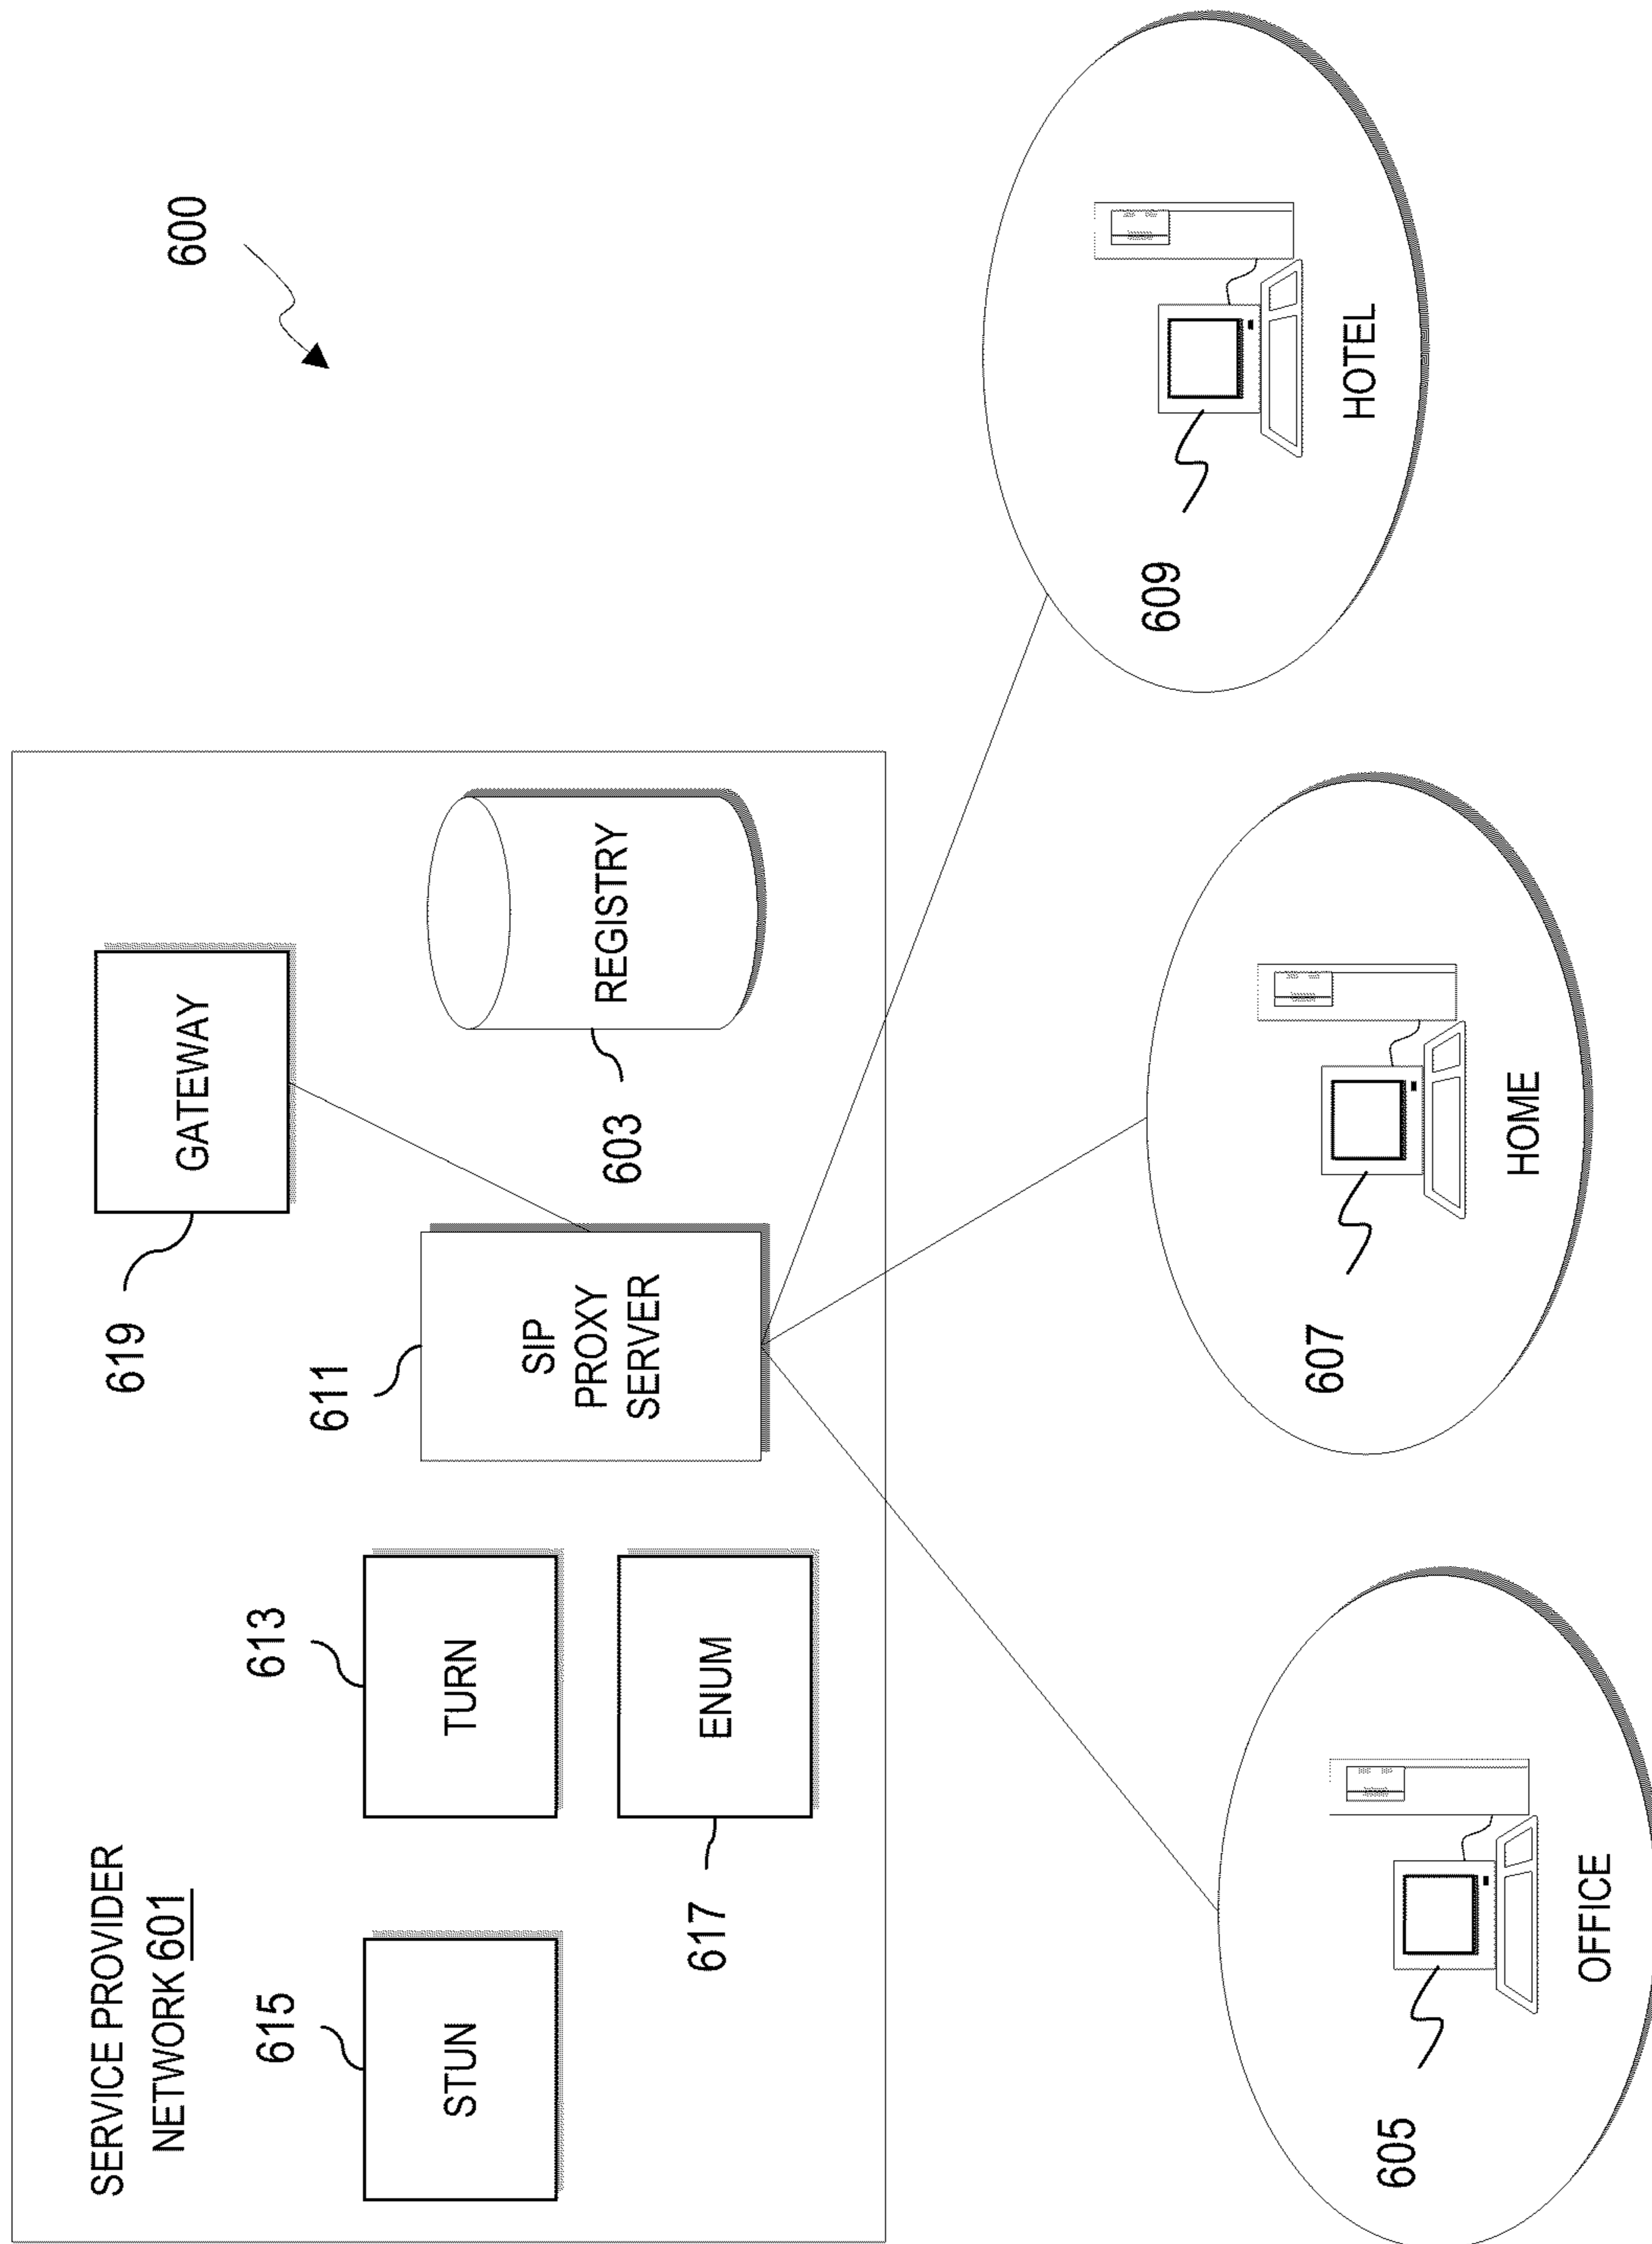 600
SERVICE PROVIDER
NETWORK 601
619
GATEWAY
615
STUN
613
TURN
611
SIP
PROXY
SERVER
603
REGISTRY
617
ENUM
605
OFFICE
607
HOME
609
HOTEL